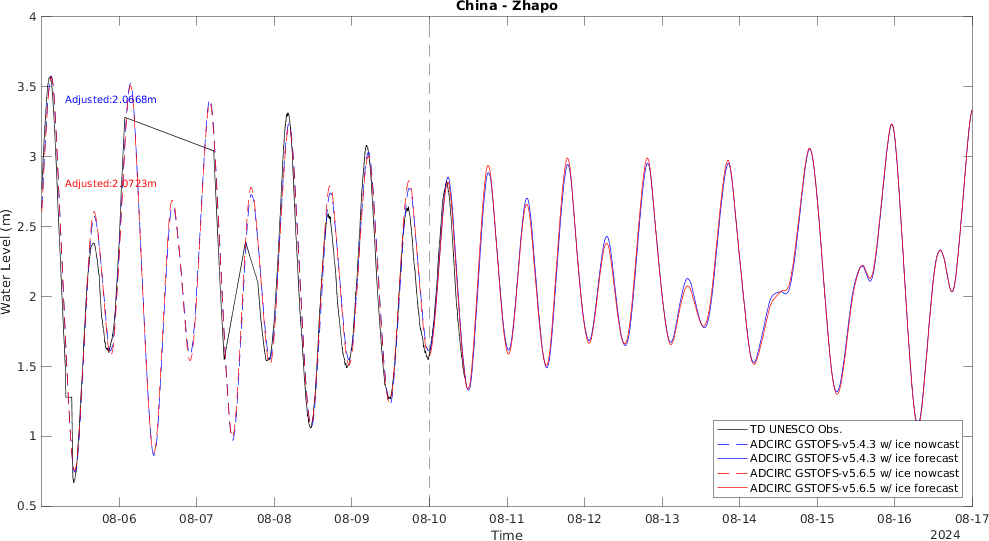 China - Zhapo
4
3.5
3
2.5
2
1.5
1
0.5
Water Level (m)
Adjusted:2.0668m
Adjusted:2.0723m
TD UNESCO Obs.
ADCIRC GSTOFS-v5.4.3 w/ ice nowcast
ADCIRC GSTOFS-v5.4.3 w/ ice forecast
ADCIRC GSTOFS-v5.6.5 w/ ice nowcast
ADCIRC GSTOFS-v5.6.5 w/ ice forecast
08-06 08-07 08-08 08-09 08-10 08-11 08-12 08-13 08-14 08-15 08-16 08-17
Time
2024